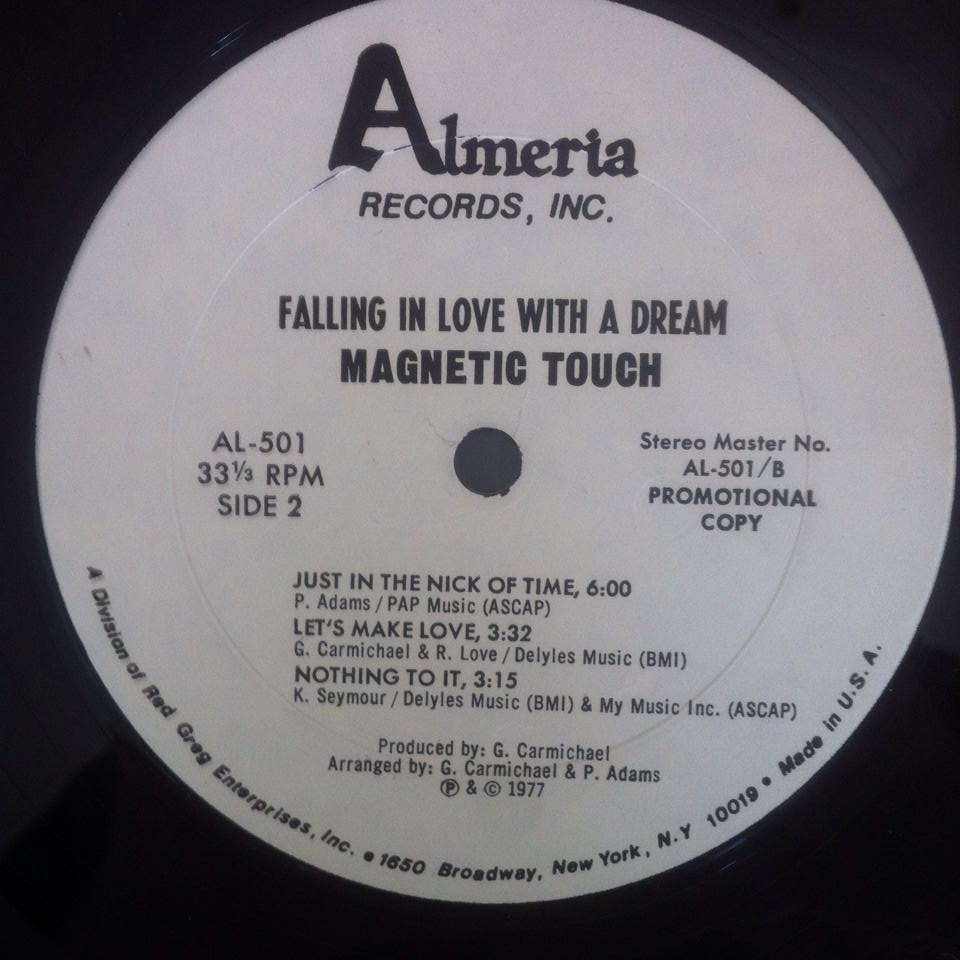 Almeria
RECORDS, INC.
FALLING IN LOVE WITH A DREAM
MAGNETIC TOUCH
AL-501
33⅓ RPM
SIDE 2
Stereo Master No.
AL-501/B
PROMOTIONAL
COPY
JUST IN THE NICK OF TIME, 6:00
P. Adams / PAP Music (ASCAP)
LET'S MAKE LOVE, 3:32
G. Carmichael & R. Love / Delyles Music (BMI)
NOTHING TO IT, 3:15
K. Seymour / Delyles Music (BMI) & My Music Inc. (ASCAP)
Produced by: G. Carmichael
Arranged by: G. Carmichael & P. Adams
℗ & © 1977
A Division of Red Greg Enterprises, Inc. • 1650 Broadway, New York, N.Y 10019 • Made in U.S.A.